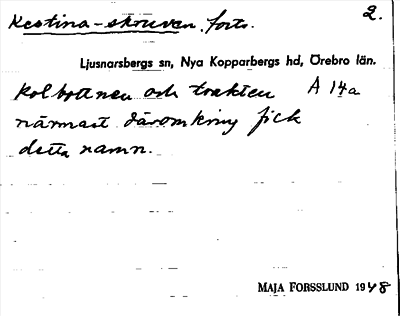 Kestina-skruven, forts. 2.
Ljusnarsbergs sn, Nya Kopparbergs hd, Örebro län.
kolbottnen och trakten A 14a
närmast däromkring fick
detta namn.
MAJA FORSSLUND 1948